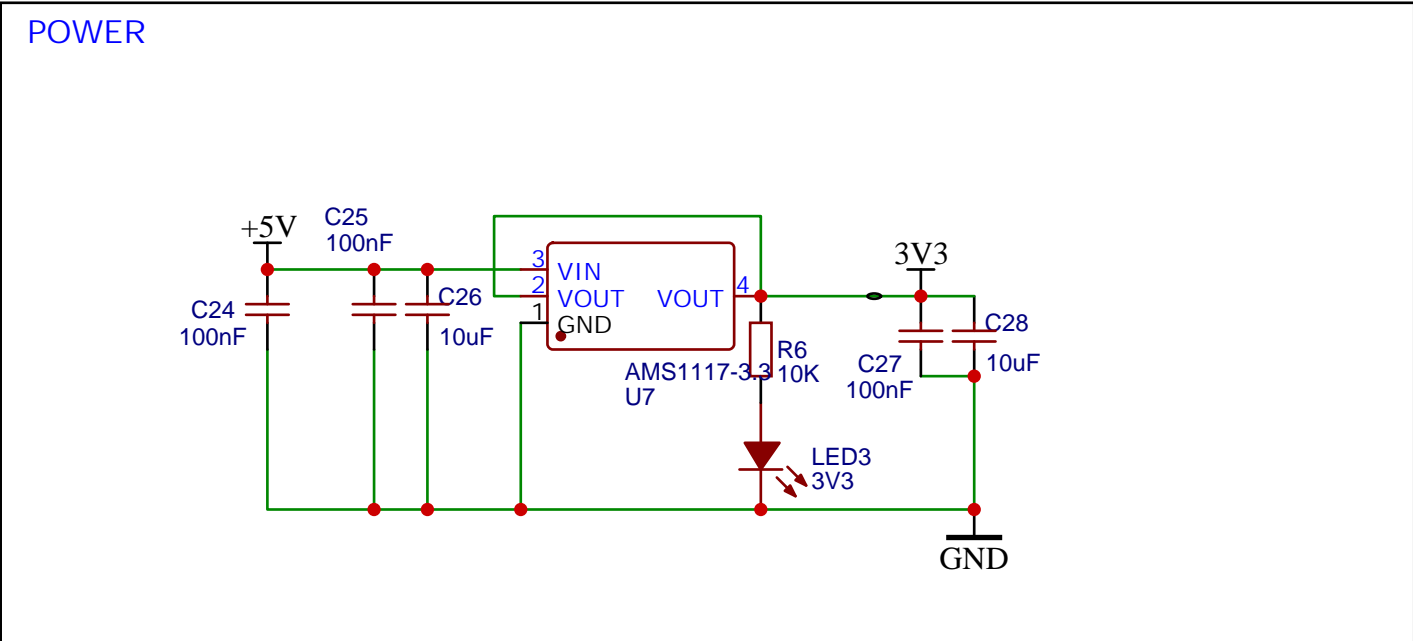 POWER
+5V
C25
100nF
C24
100nF
C26
10uF
3
VIN
2
VOUT
1
GND
VOUT
4
AMS1117-3.3
U7
R6
10K
LED3
3V3
3V3
C27
100nF
C28
10uF
GND